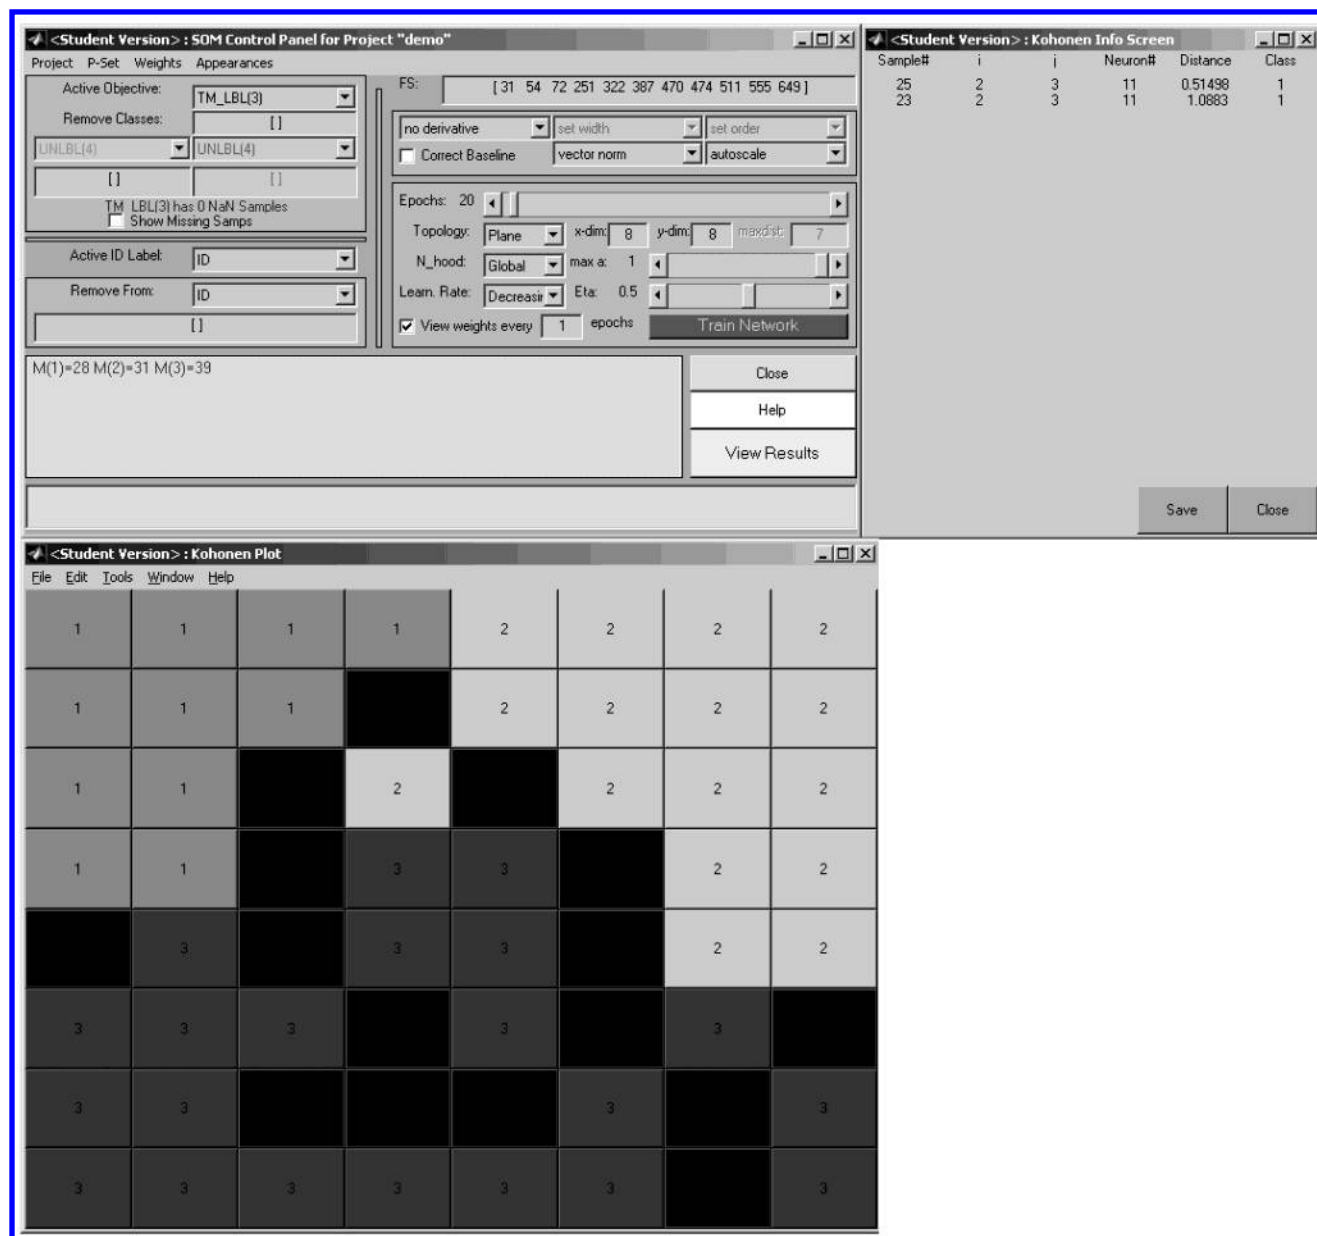 <Student Version> : SOM Control Panel for Project "demo"
Project P-Set Weights Appearances
Active Objective: TM_LBL(3)
Remove Classes: [ ]
UNLBL(4) UNLBL(4)
[ ] [ ]
TM_LBL(3) has 0 NaN Samples
Show Missing Samps
Active ID Label: ID
Remove From: ID
[ ]
FS: [ 31 54 72 251 322 387 470 474 511 555 649 ]
no derivative set width set order
Correct Baseline vector norm autoscale
Epochs: 20
Topology: Plane x-dim: 8 y-dim: 8 maxdist: 7
N_hood: Global max a: 1
Learn. Rate: Decreasir Eta: 0.5
View weights every 1 epochs Train Network
M(1)=28 M(2)=31 M(3)=39
Close
Help
View Results
<Student Version> : Kohonen Info Screen
Sample# i j Neuron# Distance Class
25 2 3 11 0.51498 1
23 2 3 11 1.0883 1
Save Close
<Student Version> : Kohonen Plot
File Edit Tools Window Help
1 1 1 1 2 2 2 2
1 1 1 2 2 2 2
1 1 2 2 2 2
1 1 3 3 2 2
3 3 3 2 2
3 3 3 3 3
3 3 3 3
3 3 3 3 3 3 3